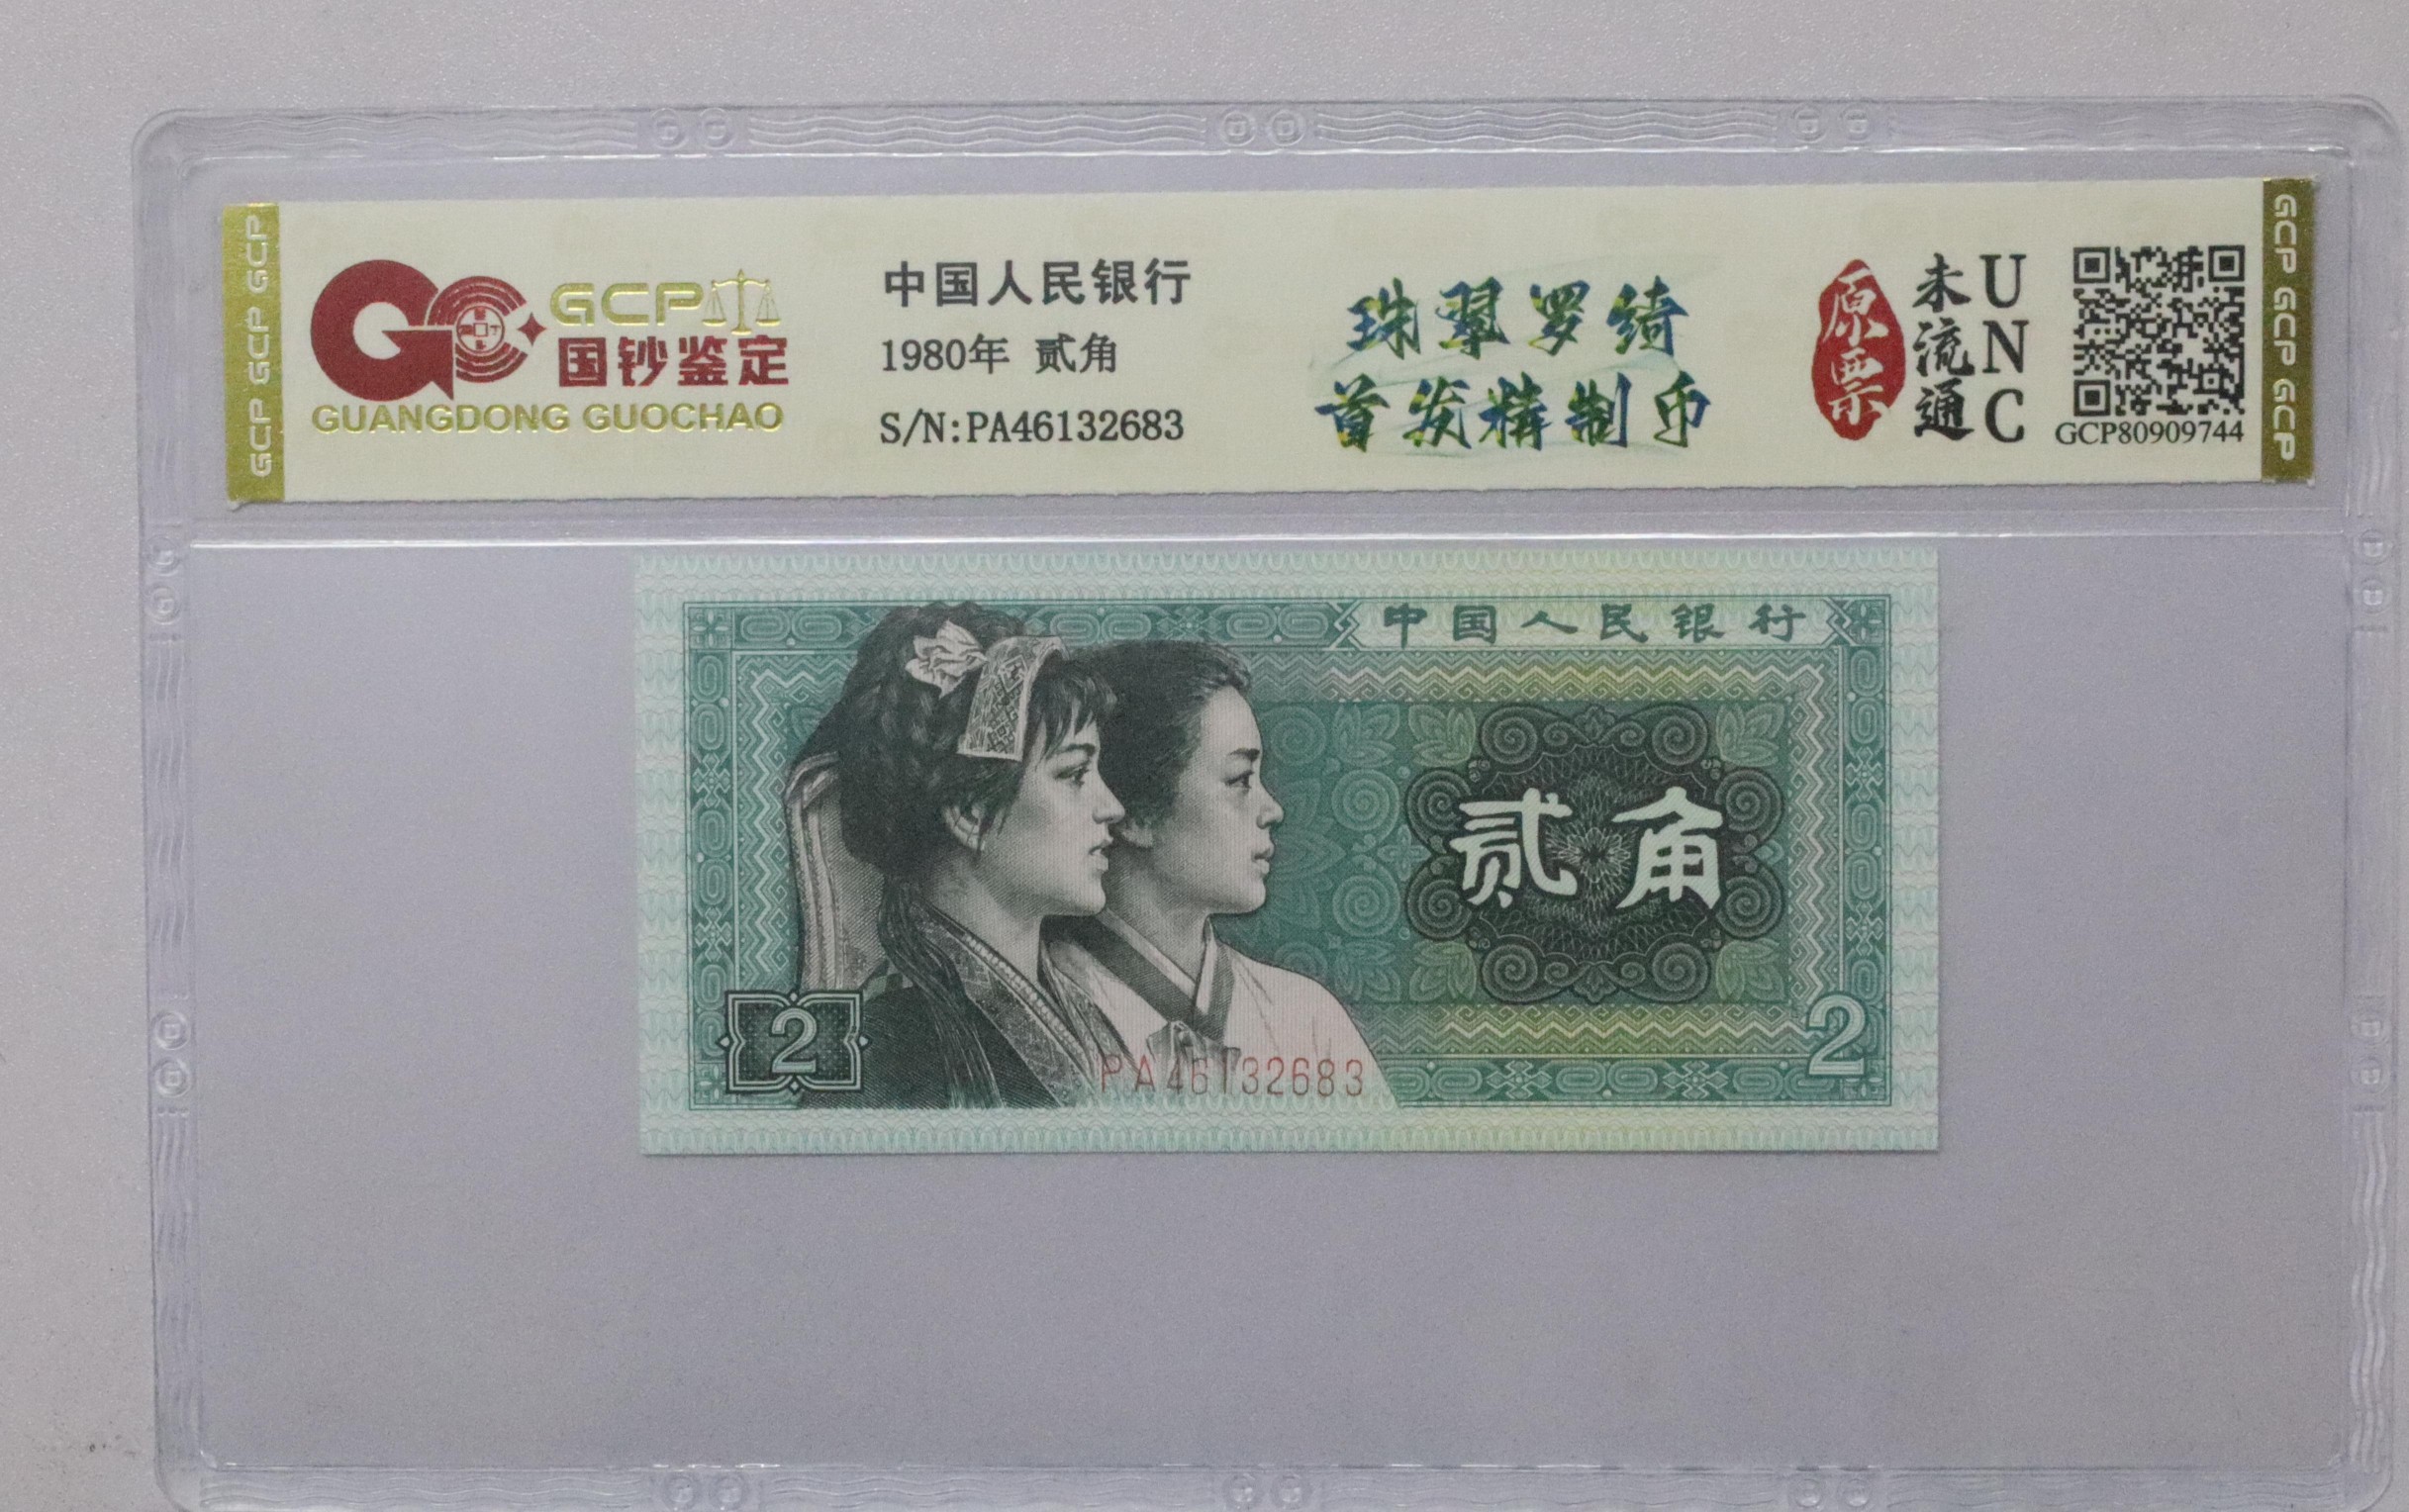 GCP GCP GCP
GCP
国钞鉴定
GUANGDONG GUOCHAO
中国人民银行
1980年 贰角
S/N:PA46132683
珠翠罗绮
首发精制币
原票
未流通
UNC
GCP80909744
GCP GCP GCP
中国人民银行
贰角
2
PA46132683
2